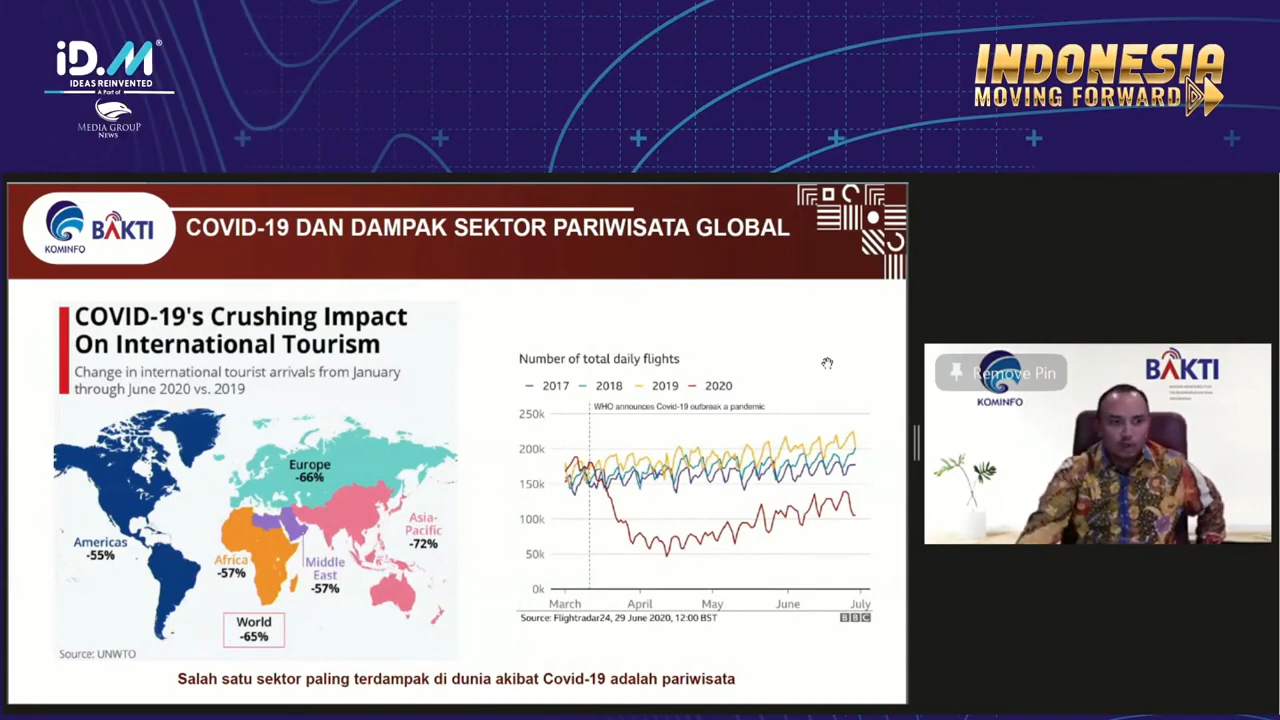 iD.M®
IDEAS REINVENTED
A Part of
MEDIA GROUP
NEWS
INDONESIA
MOVING FORWARD
KOMINFO
BAKTI
COVID-19 DAN DAMPAK SEKTOR PARIWISATA GLOBAL
COVID-19's Crushing Impact
On International Tourism
Change in international tourist arrivals from January
through June 2020 vs. 2019
Europe
-66%
Americas
-55%
Africa
-57%
Middle
East
-57%
Asia-
Pacific
-72%
World
-65%
Source: UNWTO
Number of total daily flights
2017 2018 2019 2020
WHO announces Covid-19 outbreak a pandemic
250k
200k
150k
100k
50k
0k
March April May June July
Source: Flightradar24, 29 June 2020, 12:00 BST
BBC
Salah satu sektor paling terdampak di dunia akibat Covid-19 adalah pariwisata
Remove Pin
KOMINFO
BAKTI